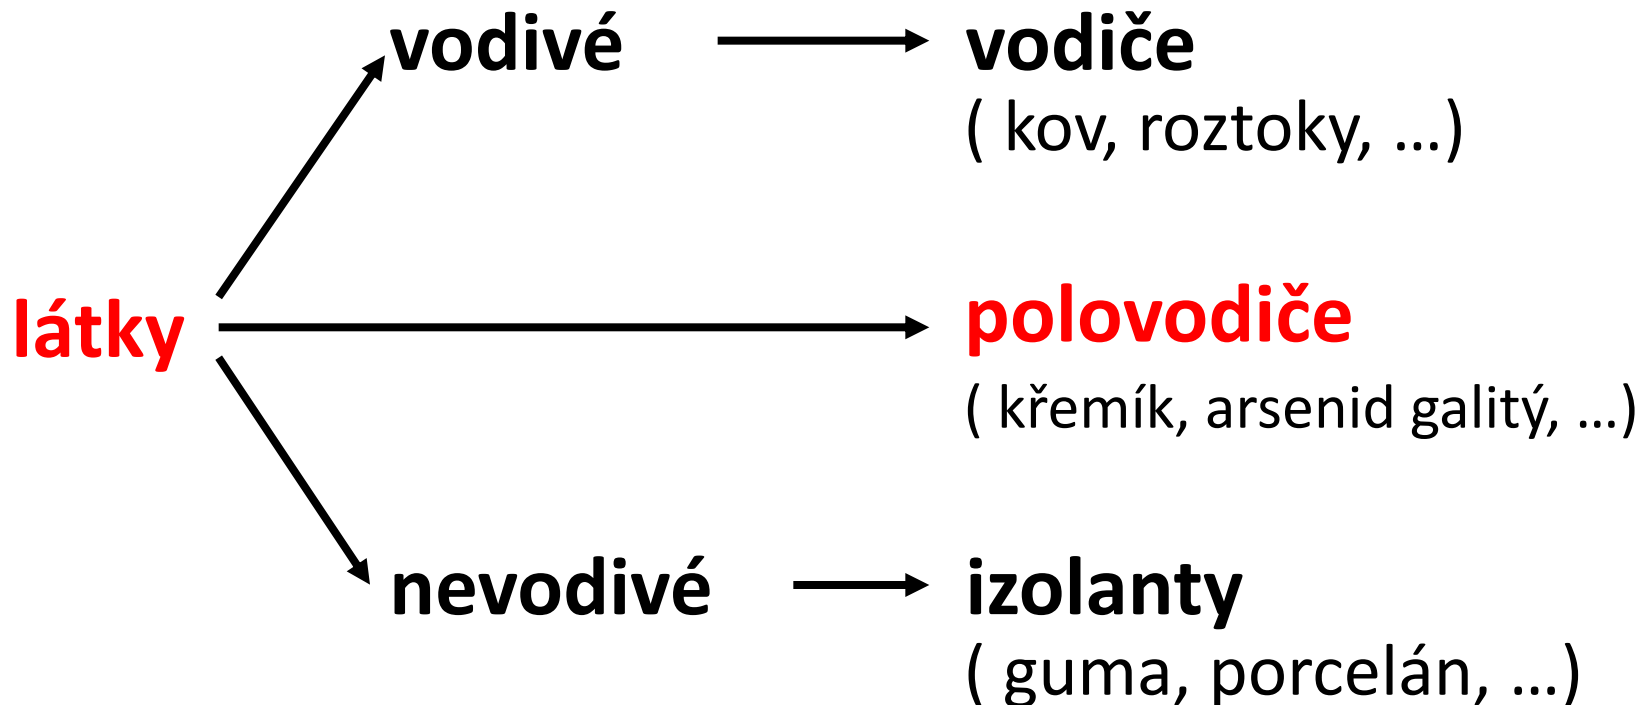 vodivé vodiče
( kov, roztoky, ...)
látky polovodiče
( křemík, arsenid galitý, ...)
nevodivé izolanty
( guma, porcelán, ...)